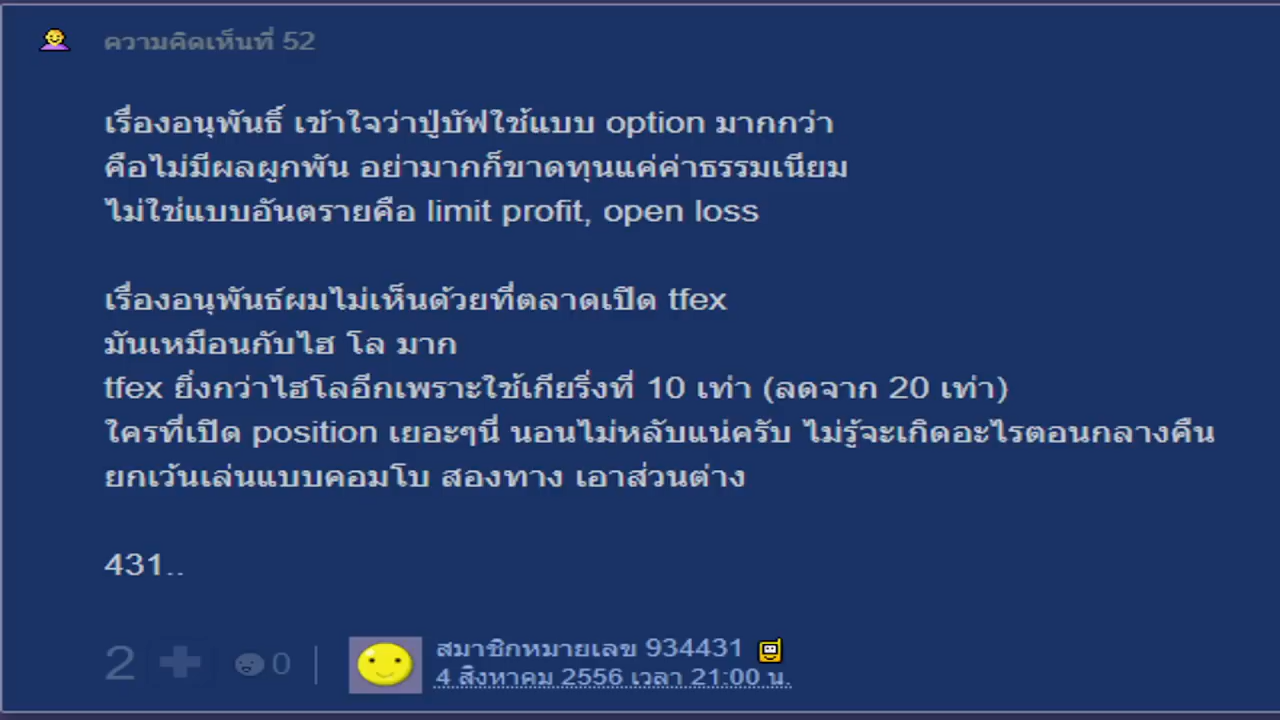 ความคิดเห็นที่ 52
เรื่องอนุพันธิ์ เข้าใจว่าปู่บัฟใช้แบบ option มากกว่า
คือไม่มีผลผูกพัน อย่ามากก็ขาดทุนแค่ค่าธรรมเนียม
ไม่ใช่แบบอันตรายคือ limit profit, open loss
เรื่องอนุพันธ์ผมไม่เห็นด้วยที่ตลาดเปิด tfex
มันเหมือนกับไฮ โล มาก
tfex ยิ่งกว่าไฮโลอีกเพราะใช้เกียริ่งที่ 10 เท่า (ลดจาก 20 เท่า)
ใครที่เปิด position เยอะๆนี่ นอนไม่หลับแน่ครับ ไม่รู้จะเกิดอะไรตอนกลางคืน
ยกเว้นเล่นแบบคอมโบ สองทาง เอาส่วนต่าง
431..
2 0
สมาชิกหมายเลข 934431
4 สิงหาคม 2556 เวลา 21:00 น.